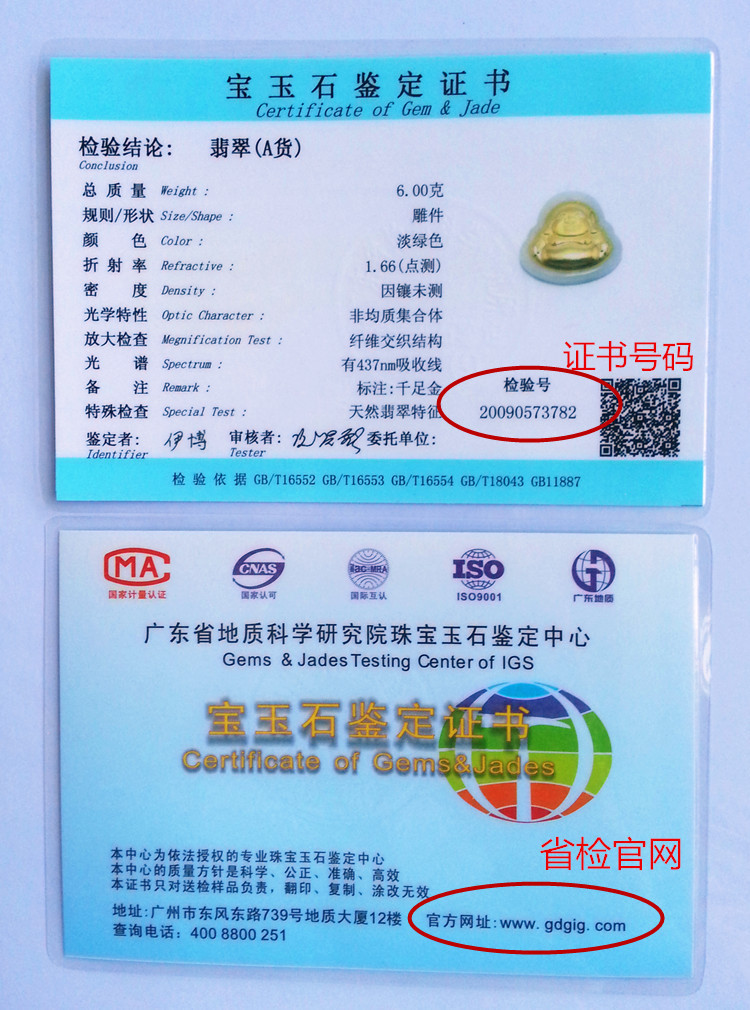 宝玉石鉴定证书
Certificate of Gem & Jade
检验结论: 翡翠(A货)
Conclusion
总质量 Weight : 6.00克
规则/形状 Size/Shape : 雕件
颜 色 Color : 淡绿色
折射率 Refractive : 1.66(点测)
密 度 Density : 因镶未测
光学特性 Optic Character : 非均质集合体
放大检查 Megnification Test : 纤维交织结构
光 谱 Spectrum : 有437nm吸收线
备 注 Remark : 标注:千足金
特殊检查 Special Test : 天然翡翠特征
证书号码
检验号
20090573782
鉴定者: 伊博 审核者: 委托单位:
Identifier Tester
检验依据 GB/T16552 GB/T16553 GB/T16554 GB/T18043 GB11887
MA CNAS ilac-MRA ISO
国家计量认证 国家认可 国际互认 ISO9001 广东地质
广东省地质科学研究院珠宝玉石鉴定中心
Gems & Jades Testing Center of IGS
宝玉石鉴定证书
Certificate of Gems&Jades
省检官网
本中心为依法授权的专业珠宝玉石鉴定中心
本中心的质量方针是科学、公正、准确、高效
本证书只对送检样品负责，翻印、复制、涂改无效
地址:广州市东风东路739号地质大厦12楼
官方网址:www.gdgig.com
查询电话: 400 8800 251